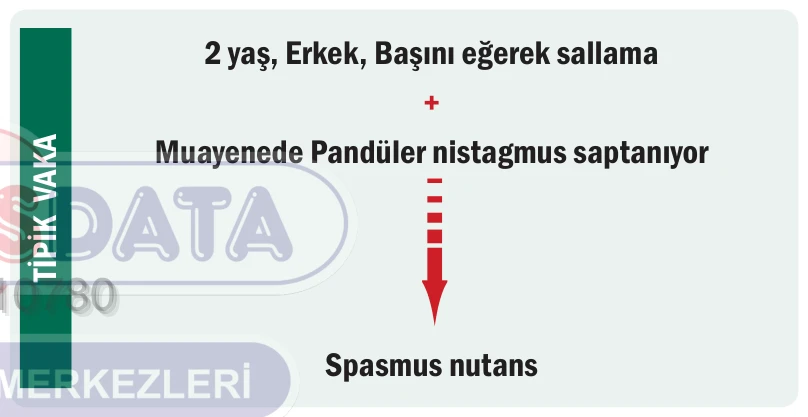 2 yaş, Erkek, Başını eğerek sallama
+
Muayenede Pandüler nistagmus saptanıyor
Spasmus nutans
TİPİK VAKA
DATA
10780
MERKEZLERİ